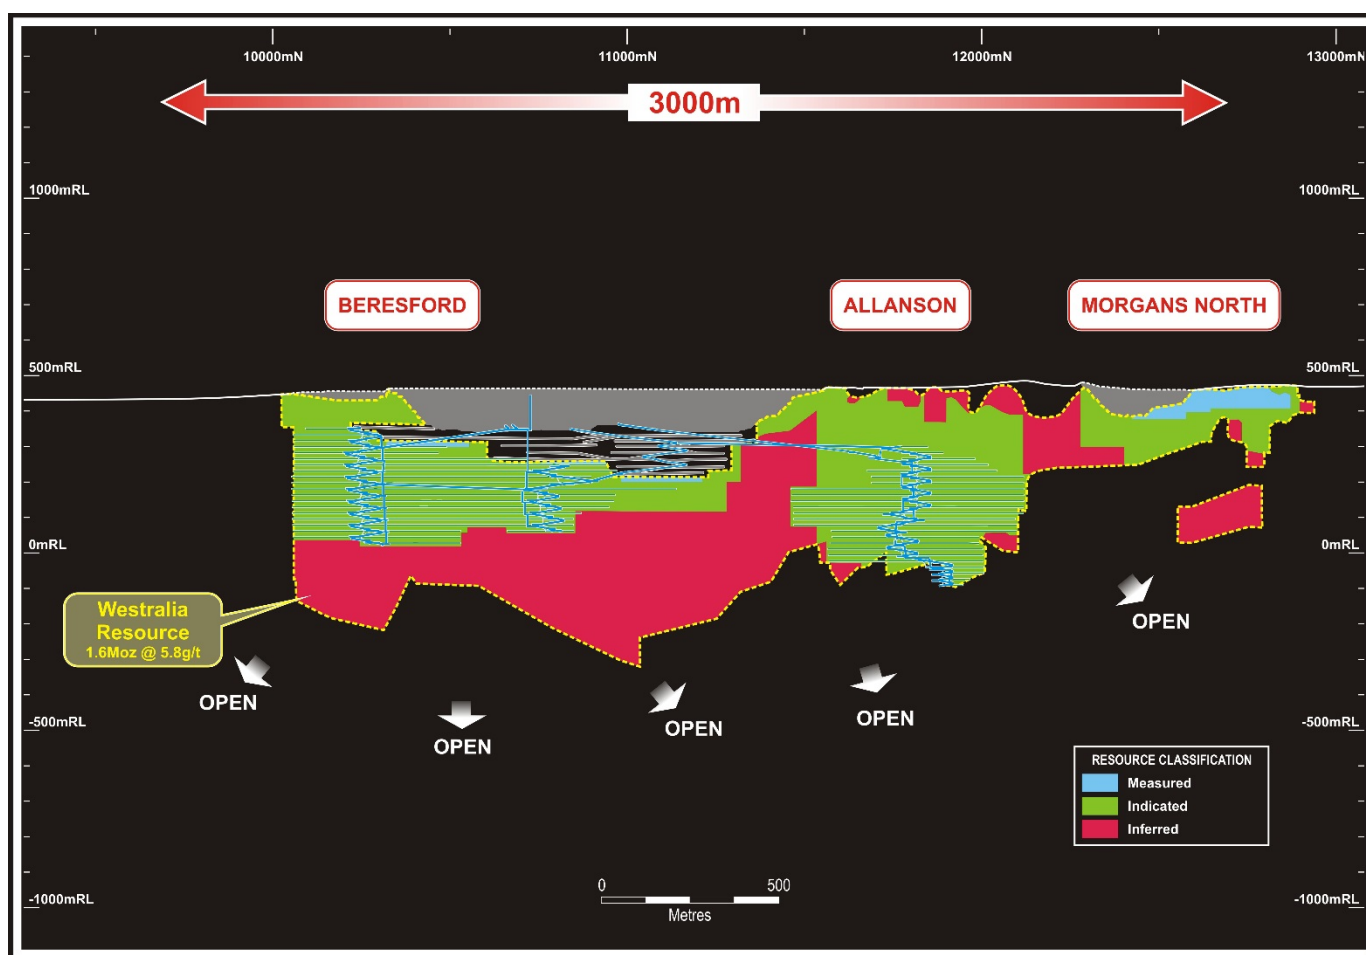 10000mN
11000mN
12000mN
13000mN
3000m
1000mRL
1000mRL
BERESFORD
ALLANSON
MORGANS NORTH
500mRL
500mRL
0mRL
0mRL
Westralia
Resource
1.6Moz @ 5.8g/t
OPEN
OPEN
OPEN
OPEN
OPEN
-500mRL
-500mRL
RESOURCE CLASSIFICATION
Measured
Indicated
Inferred
0
500
Metres
-1000mRL
-1000mRL